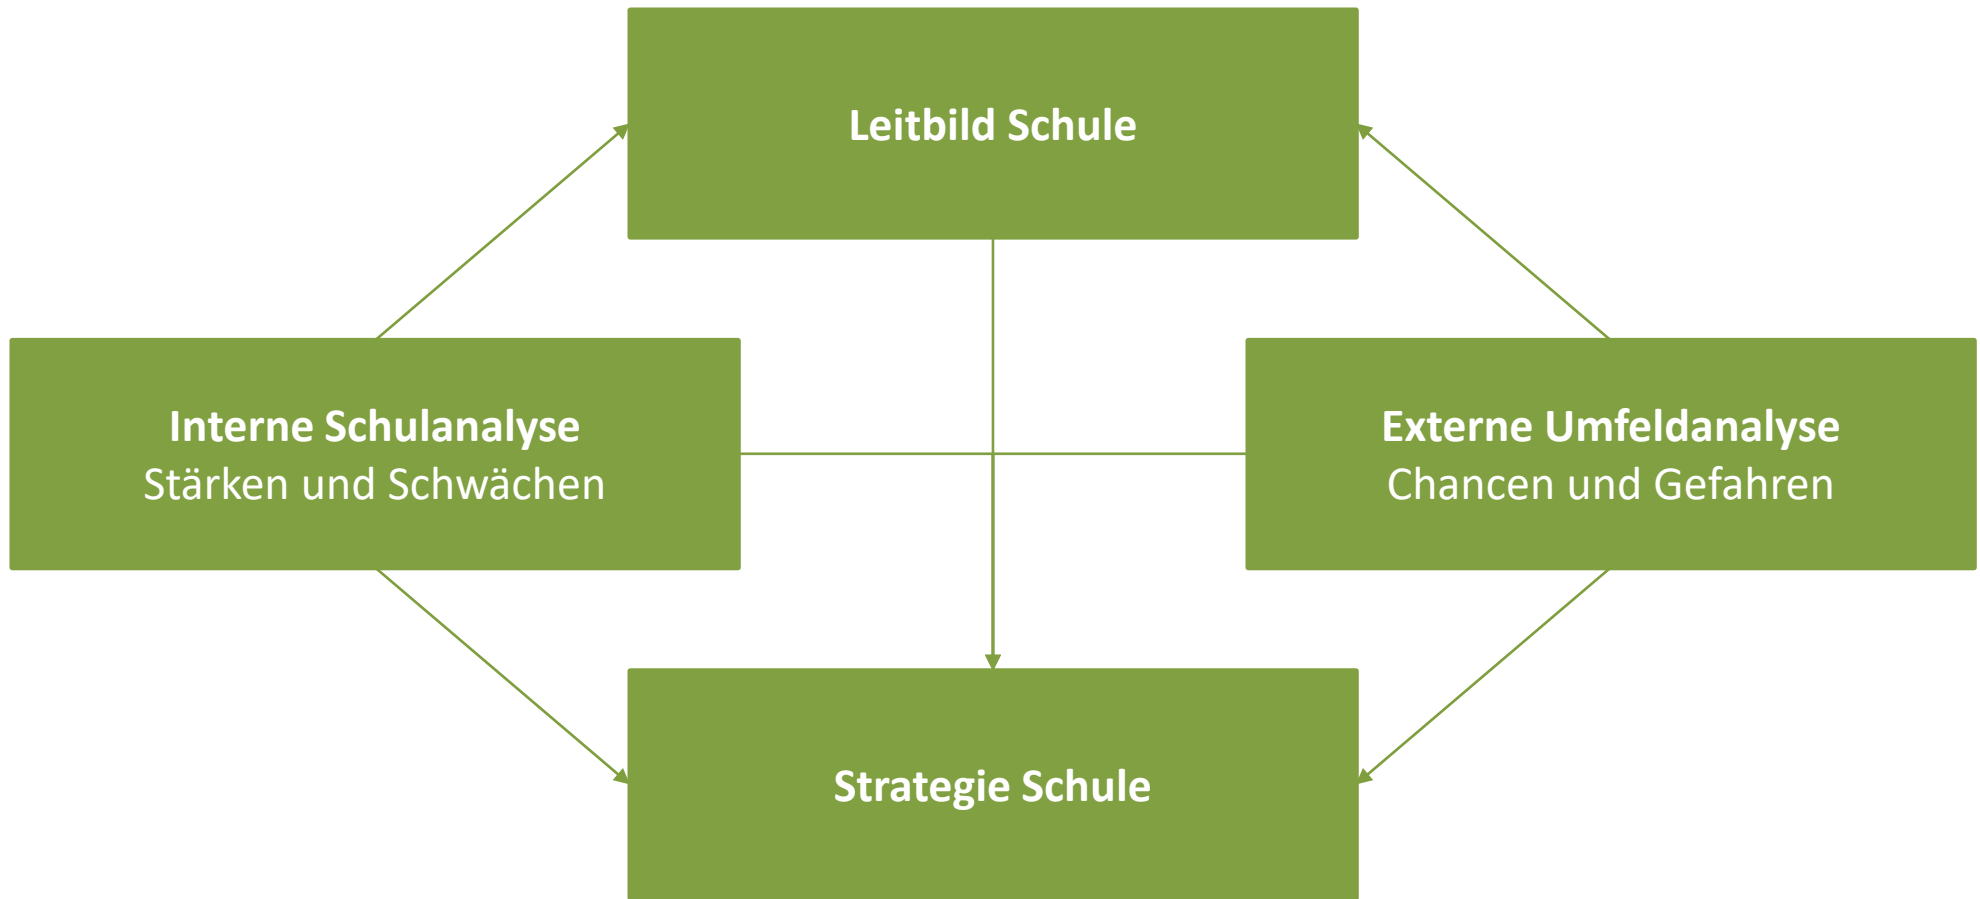 Leitbild Schule
Interne Schulanalyse
Stärken und Schwächen
Externe Umfeldanalyse
Chancen und Gefahren
Strategie Schule